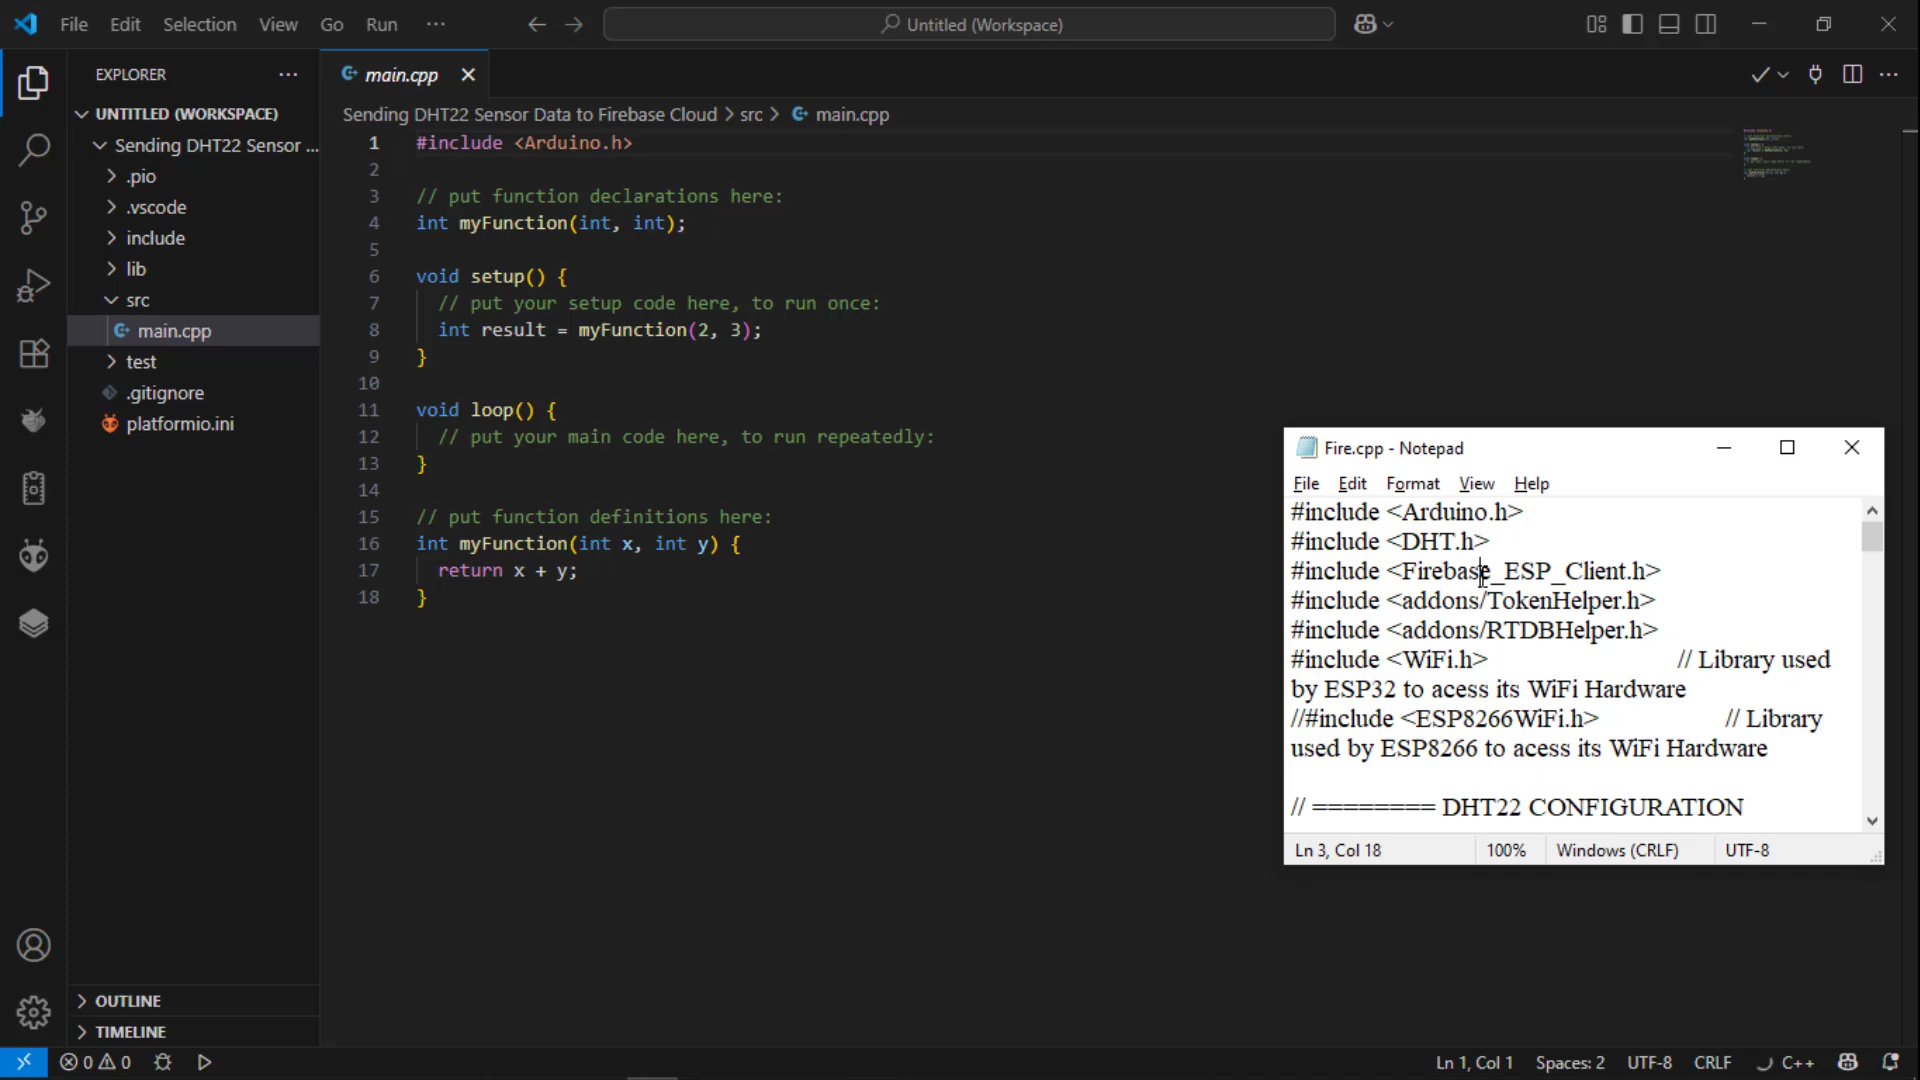 File Edit Selection View Go Run ··· Untitled (Workspace)
EXPLORER ···
UNTITLED (WORKSPACE)
Sending DHT22 Sensor ...
.pio
.vscode
include
lib
src
main.cpp
test
.gitignore
platformio.ini
OUTLINE
TIMELINE
main.cpp
Sending DHT22 Sensor Data to Firebase Cloud > src > main.cpp
1 #include <Arduino.h>
2
3 // put function declarations here:
4 int myFunction(int, int);
5
6 void setup() {
7 // put your setup code here, to run once:
8 int result = myFunction(2, 3);
9 }
10
11 void loop() {
12 // put your main code here, to run repeatedly:
13 }
14
15 // put function definitions here:
16 int myFunction(int x, int y) {
17 return x + y;
18 }
Fire.cpp - Notepad
File Edit Format View Help
#include <Arduino.h>
#include <DHT.h>
#include <Firebase_ESP_Client.h>
#include <addons/TokenHelper.h>
#include <addons/RTDBHelper.h>
#include <WiFi.h> // Library used
by ESP32 to acess its WiFi Hardware
//#include <ESP8266WiFi.h> // Library
used by ESP8266 to acess its WiFi Hardware
// ======== DHT22 CONFIGURATION
Ln 3, Col 18 100% Windows (CRLF) UTF-8
0 0 Ln 1, Col 1 Spaces: 2 UTF-8 CRLF C++